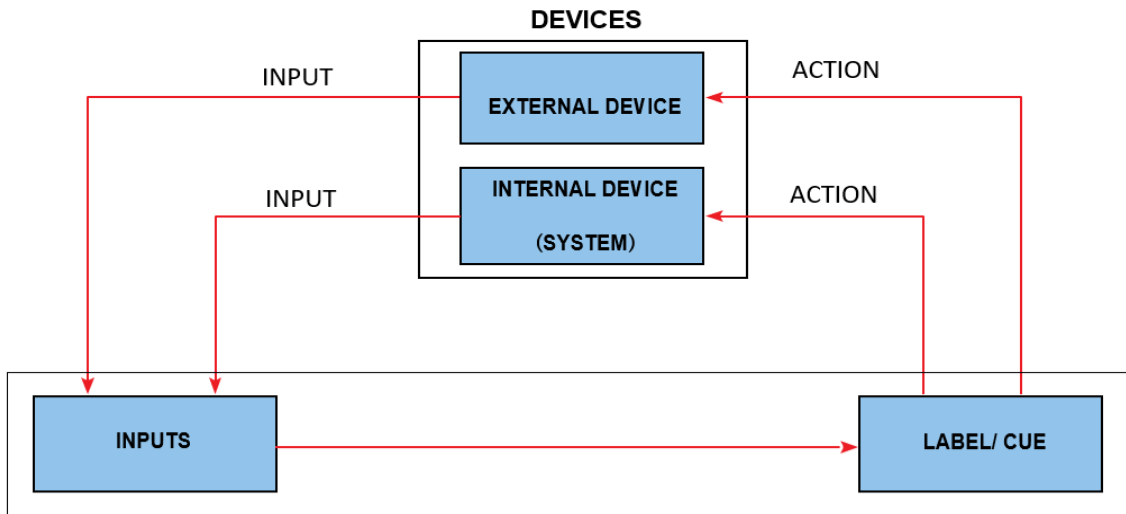 DEVICES
INPUT
EXTERNAL DEVICE
ACTION
INPUT
INTERNAL DEVICE
(SYSTEM)
ACTION
INPUTS
LABEL/ CUE